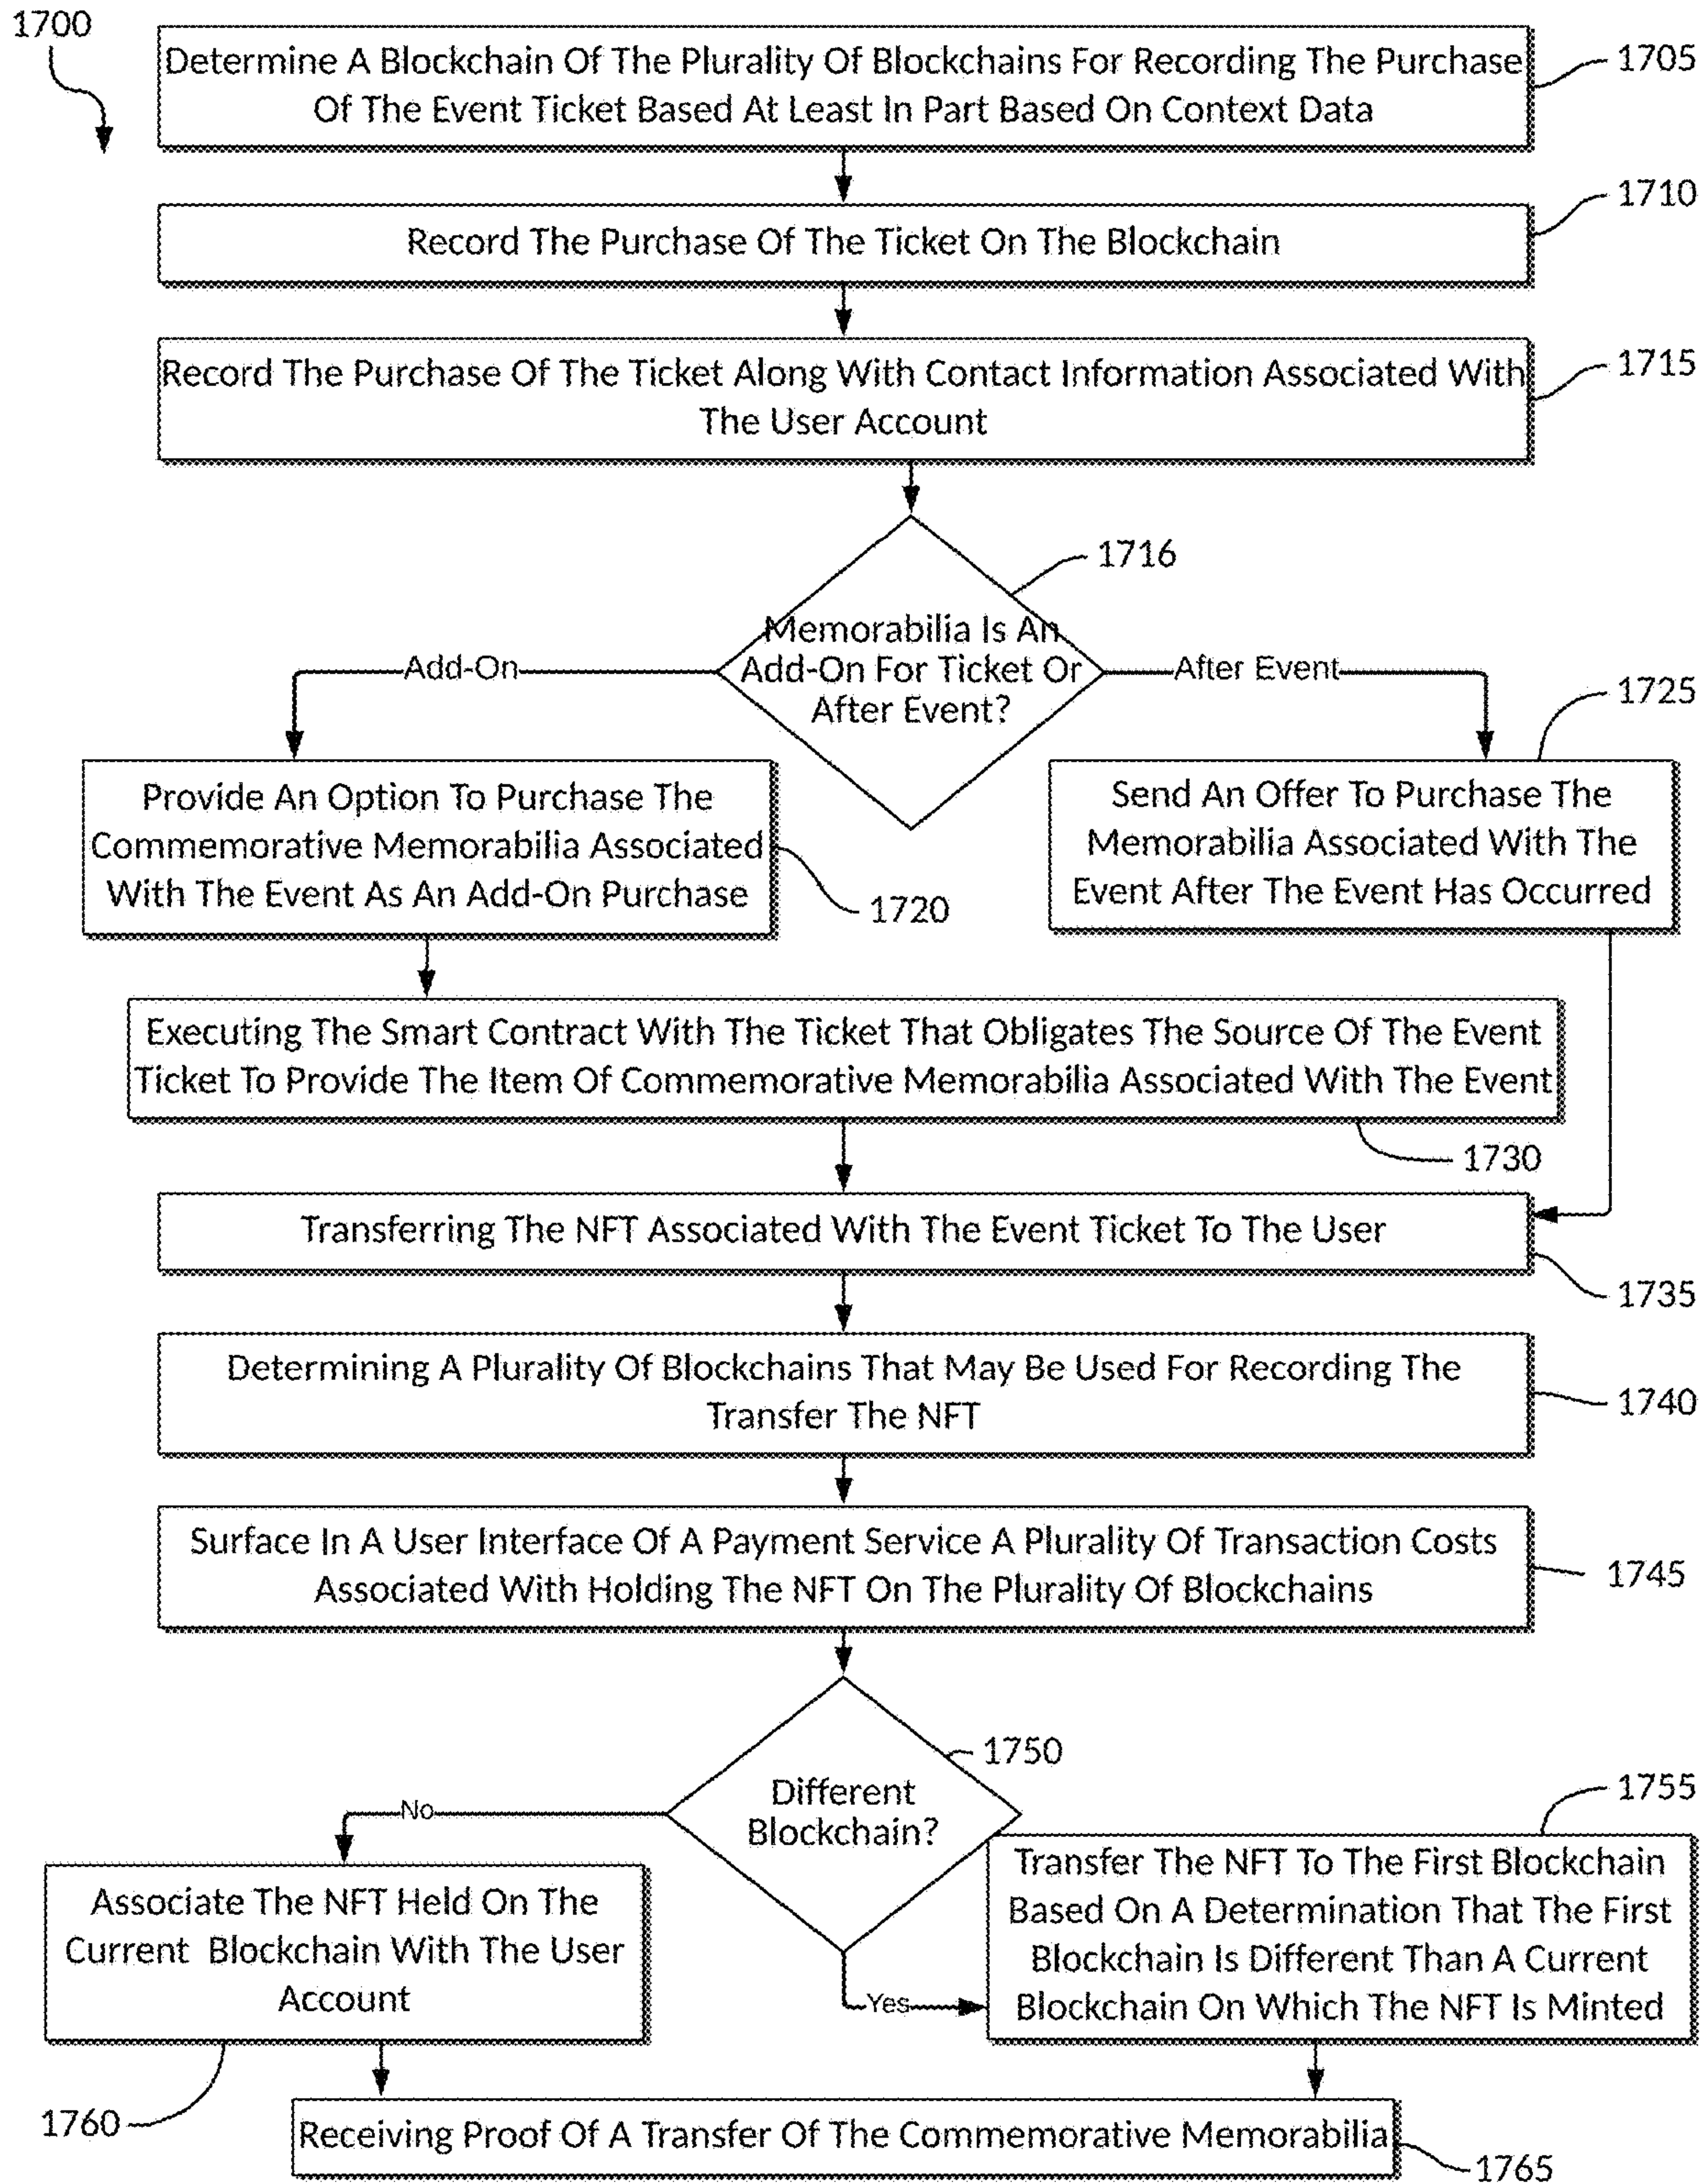 1700
Determine A Blockchain Of The Plurality Of Blockchains For Recording The Purchase
Of The Event Ticket Based At Least In Part Based On Context Data
1705
Record The Purchase Of The Ticket On The Blockchain
1710
Record The Purchase Of The Ticket Along With Contact Information Associated With
The User Account
1715
Memorabilia Is An
Add-On For Ticket Or
After Event?
1716
Add-On
After Event
Provide An Option To Purchase The
Commemorative Memorabilia Associated
With The Event As An Add-On Purchase
1720
Send An Offer To Purchase The
Memorabilia Associated With The
Event After The Event Has Occurred
1725
Executing The Smart Contract With The Ticket That Obligates The Source Of The Event
Ticket To Provide The Item Of Commemorative Memorabilia Associated With The Event
1730
Transferring The NFT Associated With The Event Ticket To The User
1735
Determining A Plurality Of Blockchains That May Be Used For Recording The
Transfer The NFT
1740
Surface In A User Interface Of A Payment Service A Plurality Of Transaction Costs
Associated With Holding The NFT On The Plurality Of Blockchains
1745
Different
Blockchain?
1750
No
Yes
Associate The NFT Held On The
Current Blockchain With The User
Account
1760
Transfer The NFT To The First Blockchain
Based On A Determination That The First
Blockchain Is Different Than A Current
Blockchain On Which The NFT Is Minted
1755
Receiving Proof Of A Transfer Of The Commemorative Memorabilia
1765